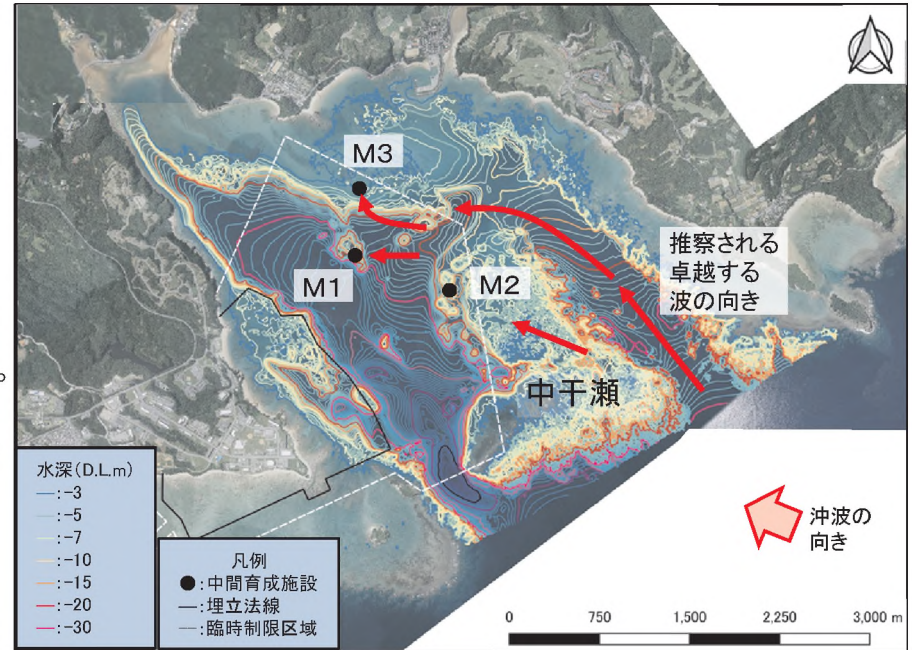 M3
M1
M2
推察される
卓越する
波の向き
中干瀬
沖波の
向き
水深(D.L.m)
—:-3
—:-5
—:-7
—:-10
—:-15
—:-20
—:-30
凡例
●:中間育成施設
—:埋立法線
—:臨時制限区域
0 750 1,500 2,250 3,000 m